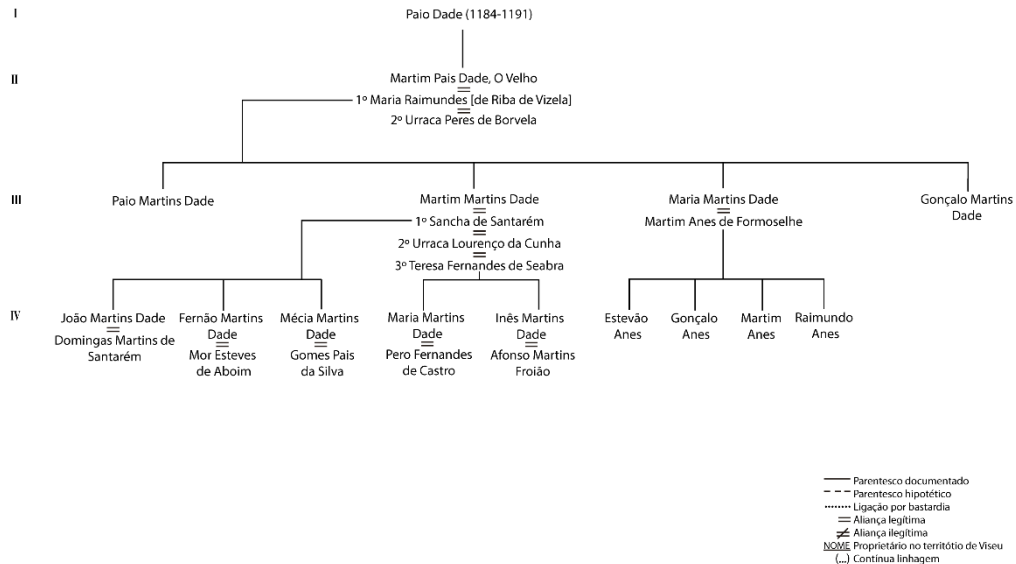 I
Paio Dade (1184-1191)
II
Martim Pais Dade, O Velho
1º Maria Raimundes [de Riba de Vizela]
2º Urraca Peres de Borvela
III
Paio Martins Dade
Martim Martins Dade
1º Sancha de Santarém
2º Urraca Lourenço da Cunha
3º Teresa Fernandes de Seabra
Maria Martins Dade
Martim Anes de Formoselhe
Gonçalo Martins
Dade
IV
João Martins Dade
Domingas Martins de
Santarém
Fernão Martins
Dade
Mor Esteves
de Aboim
Mécia Martins
Dade
Gomes Pais
da Silva
Maria Martins
Dade
Pero Fernandes
de Castro
Inês Martins
Dade
Afonso Martins
Froião
Estevão
Anes
Gonçalo
Anes
Martim
Anes
Raimundo
Anes
Parentesco documentado
Parentesco hipotético
Ligação por bastardia
Aliança legítima
Aliança ilegítima
NOME Proprietário no territótio de Viseu
(...) Contínua linhagem